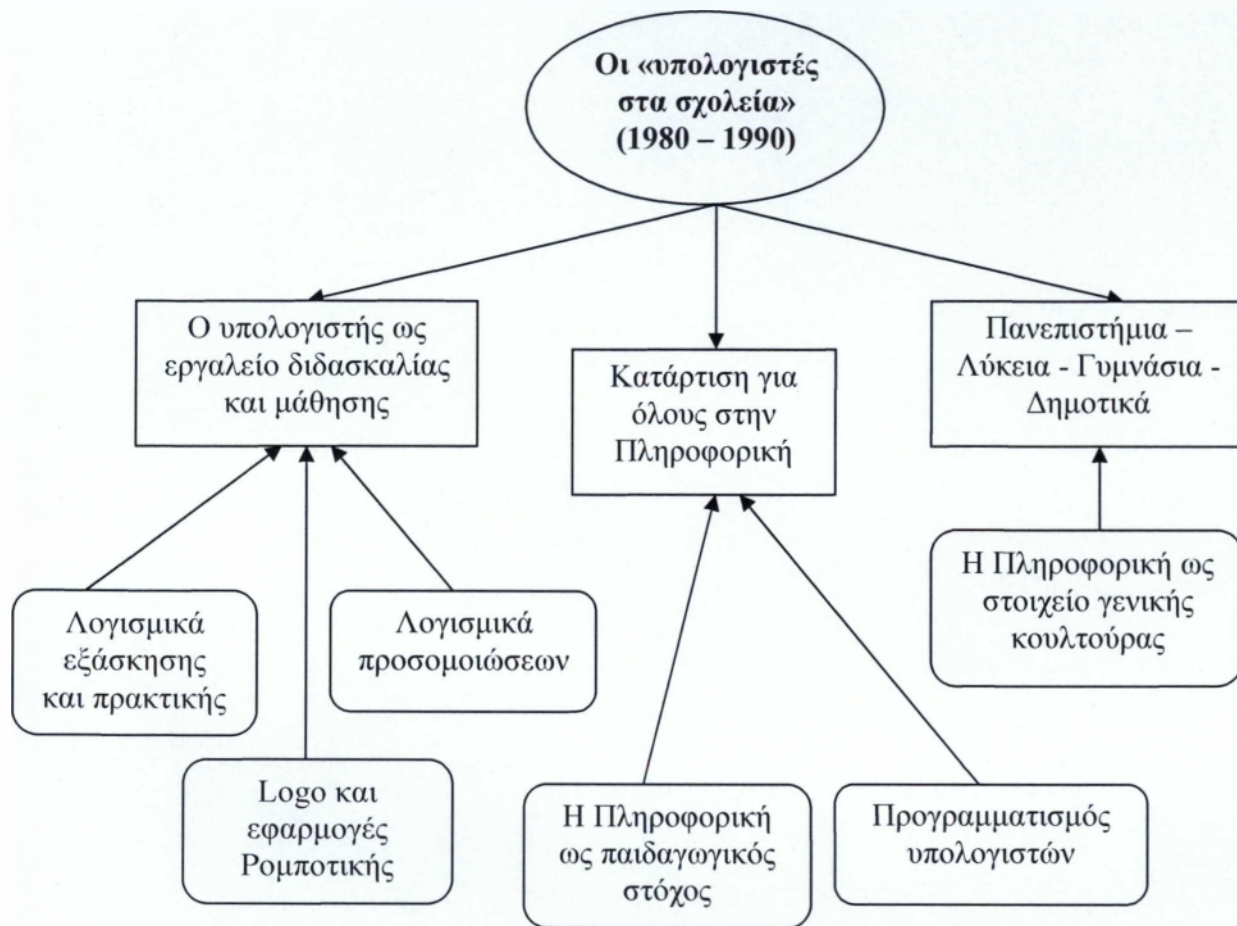 Οι «υπολογιστές
στα σχολεία»
(1980 – 1990)
Ο υπολογιστής ως
εργαλείο διδασκαλίας
και μάθησης
Κατάρτιση για
όλους στην
Πληροφορική
Πανεπιστήμια –
Λύκεια - Γυμνάσια -
Δημοτικά
Λογισμικά
εξάσκησης
και πρακτικής
Λογισμικά
προσομοιώσεων
Η Πληροφορική ως
στοιχείο γενικής
κουλτούρας
Logo και
εφαρμογές
Ρομποτικής
Η Πληροφορική
ως παιδαγωγικός
στόχος
Προγραμματισμός
υπολογιστών